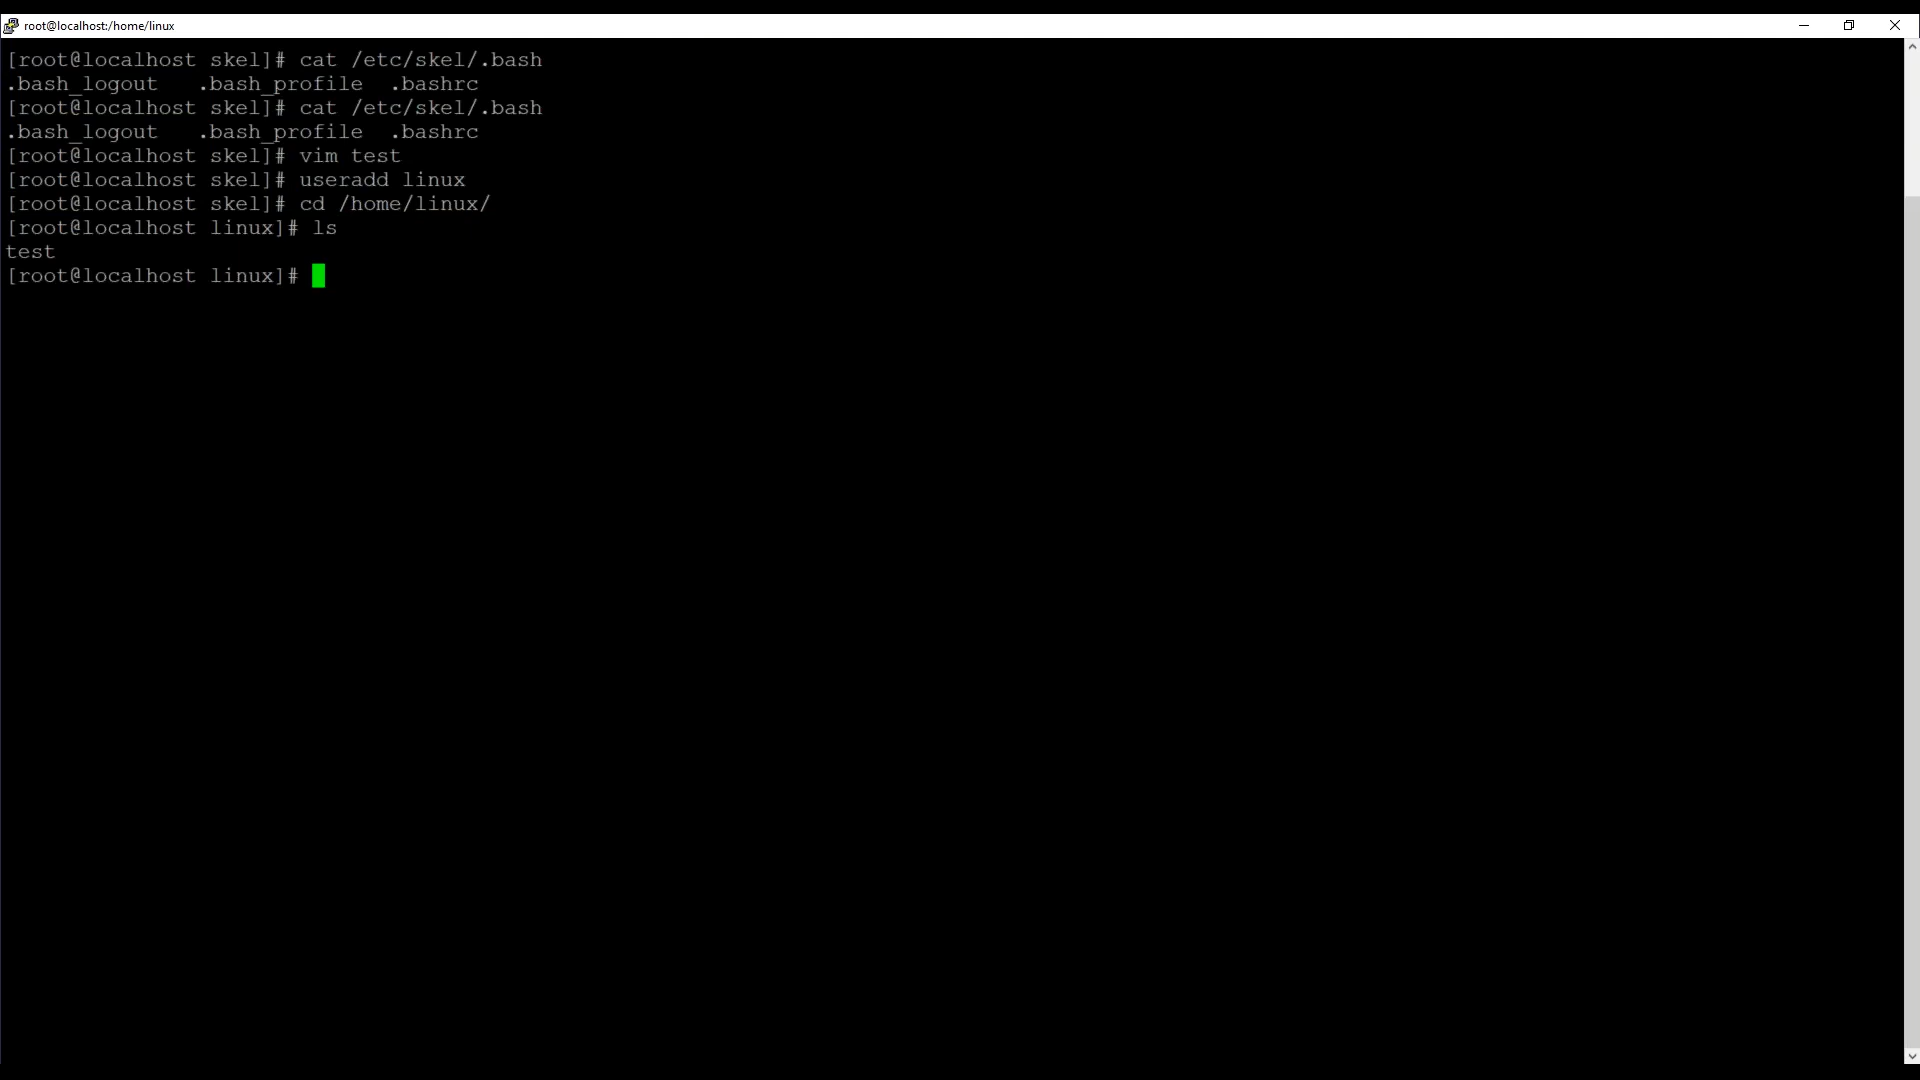 root@localhost:/home/linux
[root@localhost skel]# cat /etc/skel/.bash
.bash_logout   .bash_profile  .bashrc
[root@localhost skel]# cat /etc/skel/.bash
.bash_logout   .bash_profile  .bashrc
[root@localhost skel]# vim test
[root@localhost skel]# useradd linux
[root@localhost skel]# cd /home/linux/
[root@localhost linux]# ls
test
[root@localhost linux]#